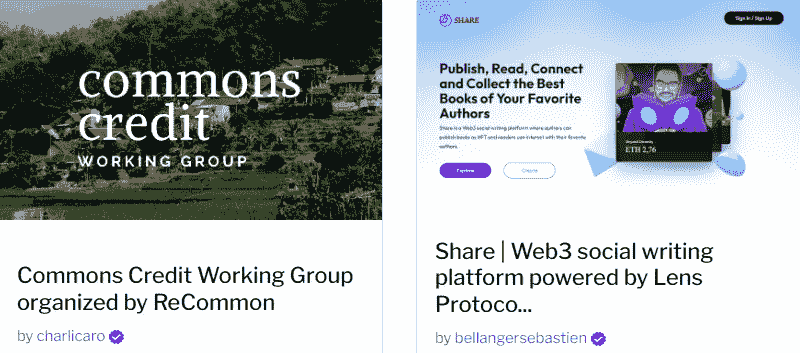 commons
credit
WORKING GROUP
Commons Credit Working Group
organized by ReCommon
by charlicaro
SHARE
Sign In / Sign Up
Publish, Read, Connect
and Collect the Best
Books of Your Favorite
Authors
Share is a Web3 social writing platform where authors can
publish books as NFT and readers can interact with their favorite
authors.
Explore
Create
ETH 2,76
Share | Web3 social writing
platform powered by Lens
Protoco...
by bellangersebastien